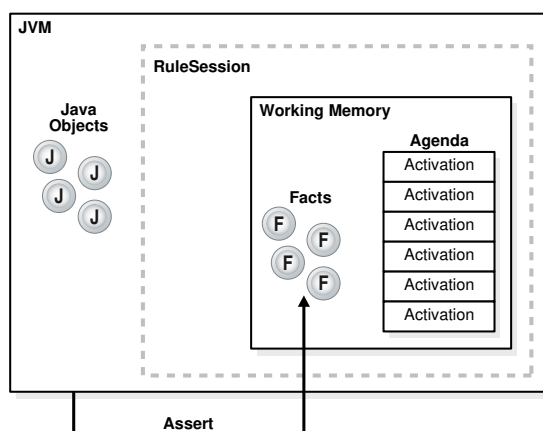 JVM
RuleSession
Java
Objects
J
J
J
J
Working Memory
Agenda
Activation
Activation
Activation
Activation
Activation
Activation
Facts
F
F
F
F
Assert